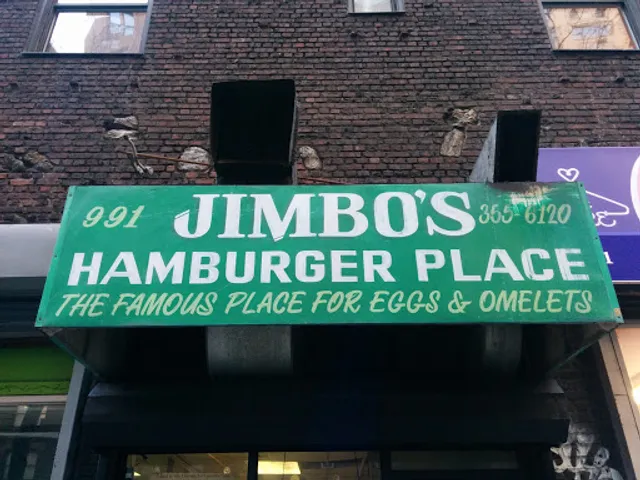 991 JIMBO'S 355-6120
HAMBURGER PLACE
THE FAMOUS PLACE FOR EGGS & OMELETS